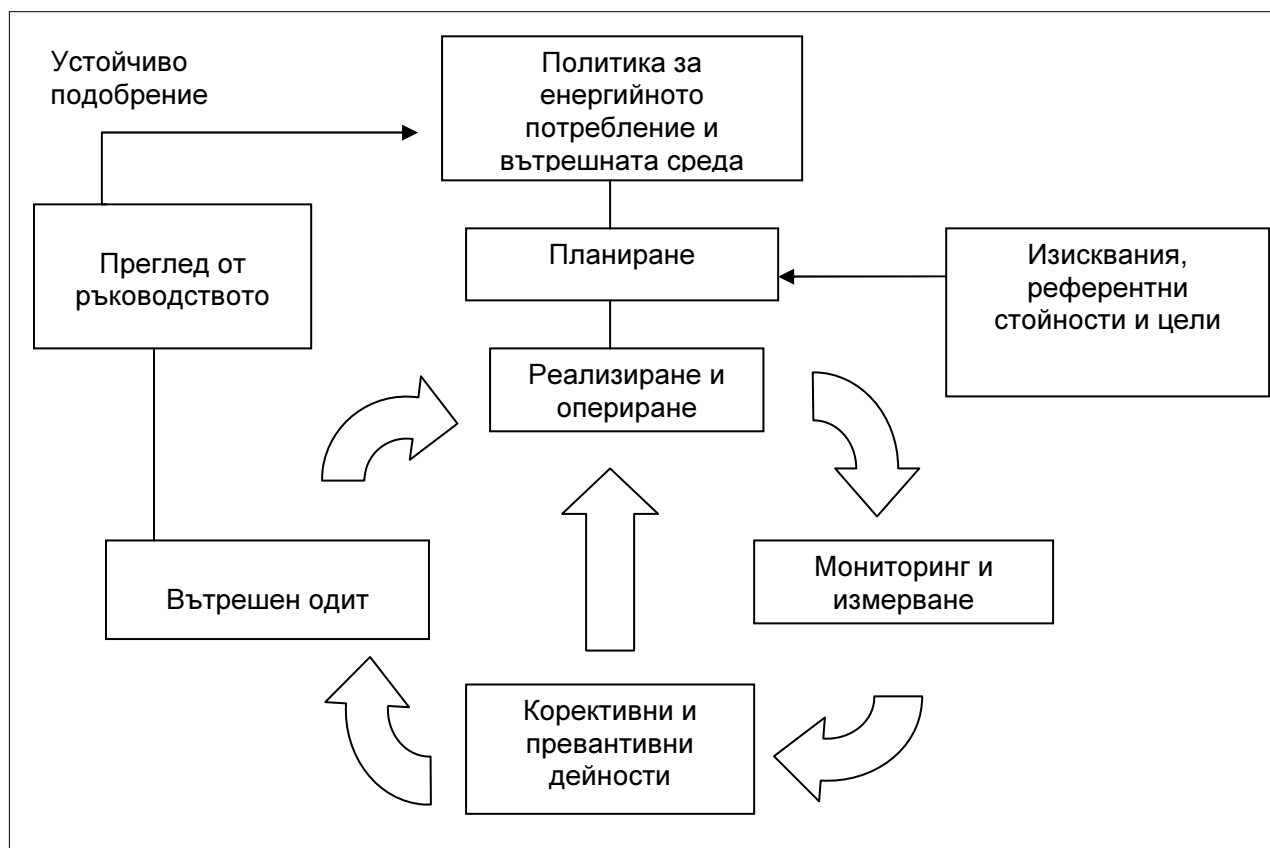 Устойчиво
подобрение
Политика за
енергийното
потребление и
вътрешната среда
Преглед от
ръководството
Планиране
Изисквания,
референтни
стойности и цели
Реализиране и
опериране
Вътрешен одит
Мониторинг и
измерване
Корективни и
превантивни
дейности